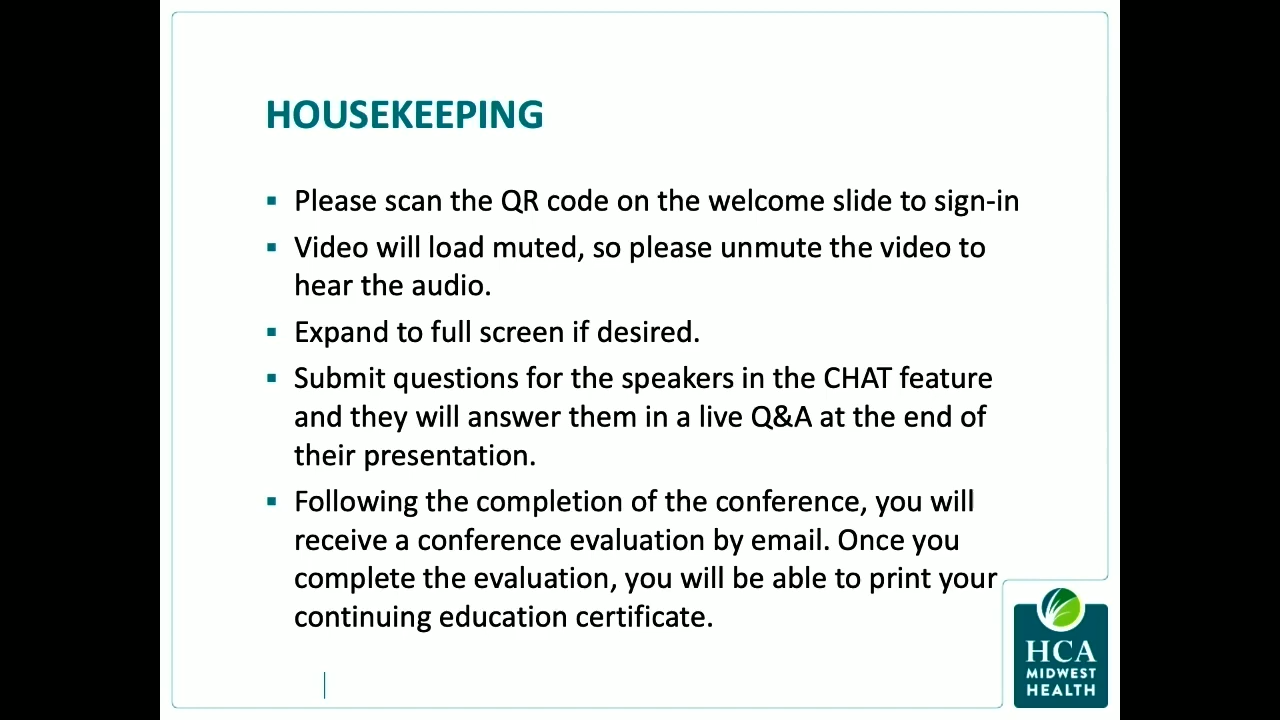 HOUSEKEEPING
▪ Please scan the QR code on the welcome slide to sign-in
▪ Video will load muted, so please unmute the video to
hear the audio.
▪ Expand to full screen if desired.
▪ Submit questions for the speakers in the CHAT feature
and they will answer them in a live Q&A at the end of
their presentation.
▪ Following the completion of the conference, you will
receive a conference evaluation by email. Once you
complete the evaluation, you will be able to print your
continuing education certificate.
HCA
MIDWEST
HEALTH